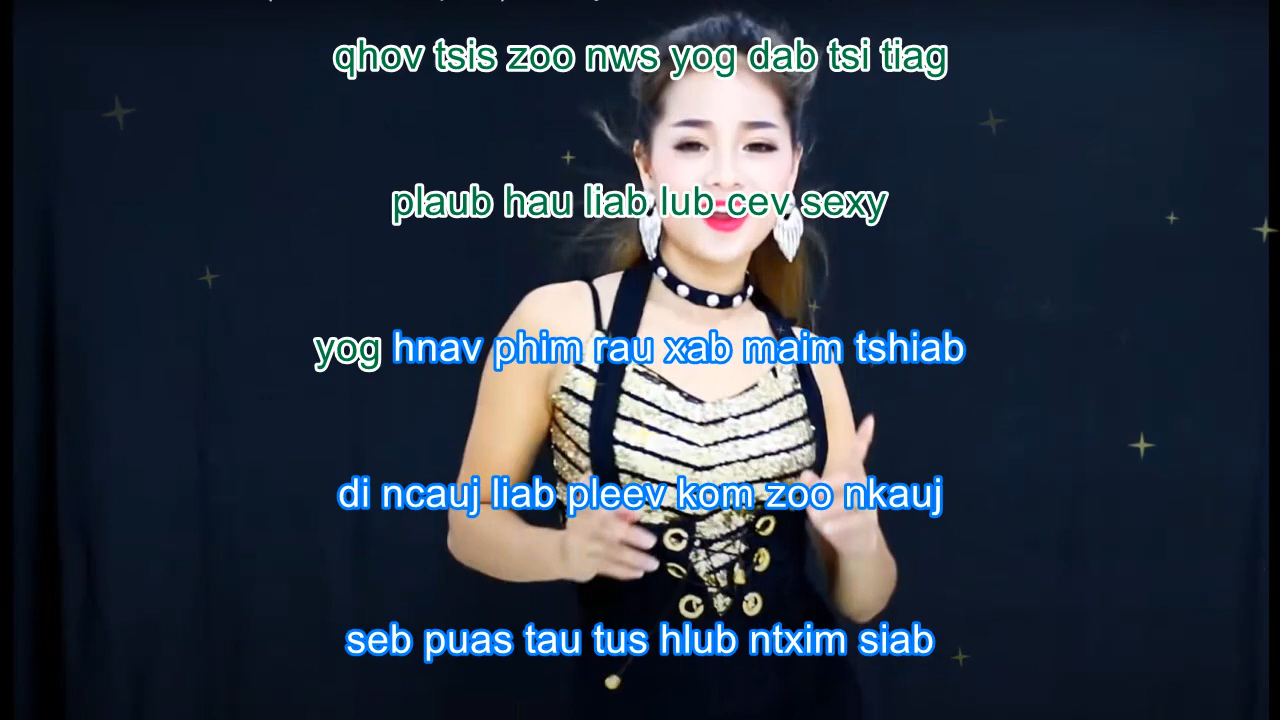 qhov tsis zoo nws yog dab tsi tiag
plaub hau liab lub cev sexy
yog hnav phim rau xab maim tshiab
di ncauj liab pleev kom zoo nkauj
seb puas tau tus hlub ntxim siab